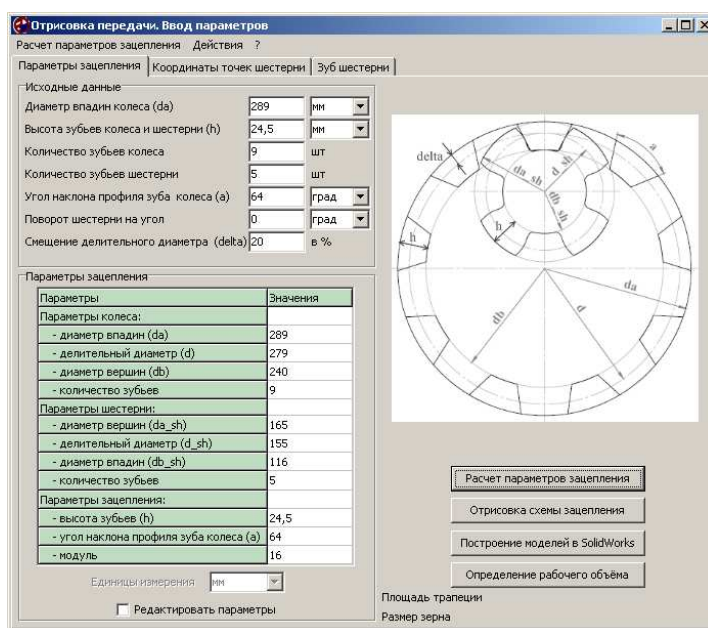 Отрисовка передачи. Ввод параметров
Расчет параметров зацепления Действия ?
Параметры зацепления Координаты точек шестерни Зуб шестерни
Исходные данные
Диаметр впадин колеса (da) 289 мм
Высота зубьев колеса и шестерни (h) 24,5 мм
Количество зубьев колеса 9 шт
Количество зубьев шестерни 5 шт
Угол наклона профиля зуба колеса (a) 64 град
Поворот шестерни на угол 0 град
Смещение делительного диаметра (delta) 20 в %
Параметры зацепления
Параметры Значения
Параметры колеса:
- диаметр впадин (da) 289
- делительный диаметр (d) 279
- диаметр вершин (db) 240
- количество зубьев 9
Параметры шестерни:
- диаметр вершин (da_sh) 165
- делительный диаметр (d_sh) 155
- диаметр впадин (db_sh) 116
- количество зубьев 5
Параметры зацепления:
- высота зубьев (h) 24,5
- угол наклона профиля зуба колеса (a) 64
- модуль 16
Единицы измерения мм
Редактировать параметры
delta
a
da_sh
d_sh
db_sh
h
h
da
db
d
Расчет параметров зацепления
Отрисовка схемы зацепления
Построение моделей в SolidWorks
Определение рабочего объёма
Площадь трапеции
Размер зерна